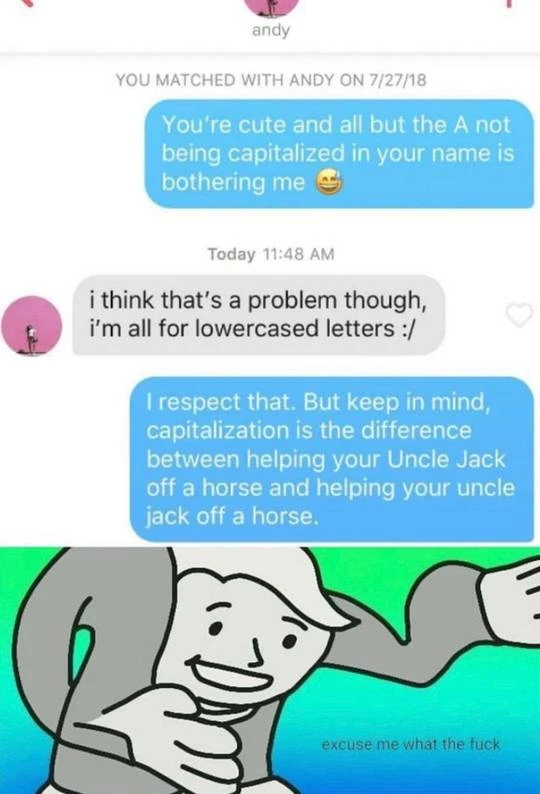 andy
YOU MATCHED WITH ANDY ON 7/27/18
You're cute and all but the A not
being capitalized in your name is
bothering me 😅
Today 11:48 AM
i think that's a problem though,
i'm all for lowercased letters :/
I respect that. But keep in mind,
capitalization is the difference
between helping your Uncle Jack
off a horse and helping your uncle
jack off a horse.
excuse me what the fuck